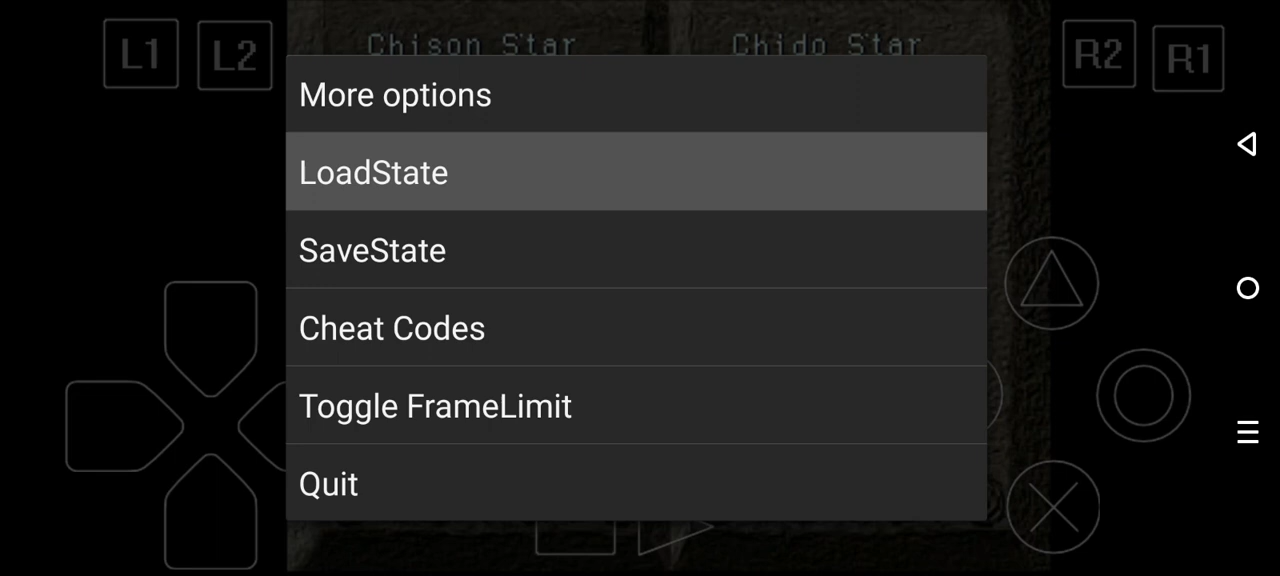 L1 L2 Chison Star Chido Star R2 R1
More options
LoadState
SaveState
Cheat Codes
Toggle FrameLimit
Quit